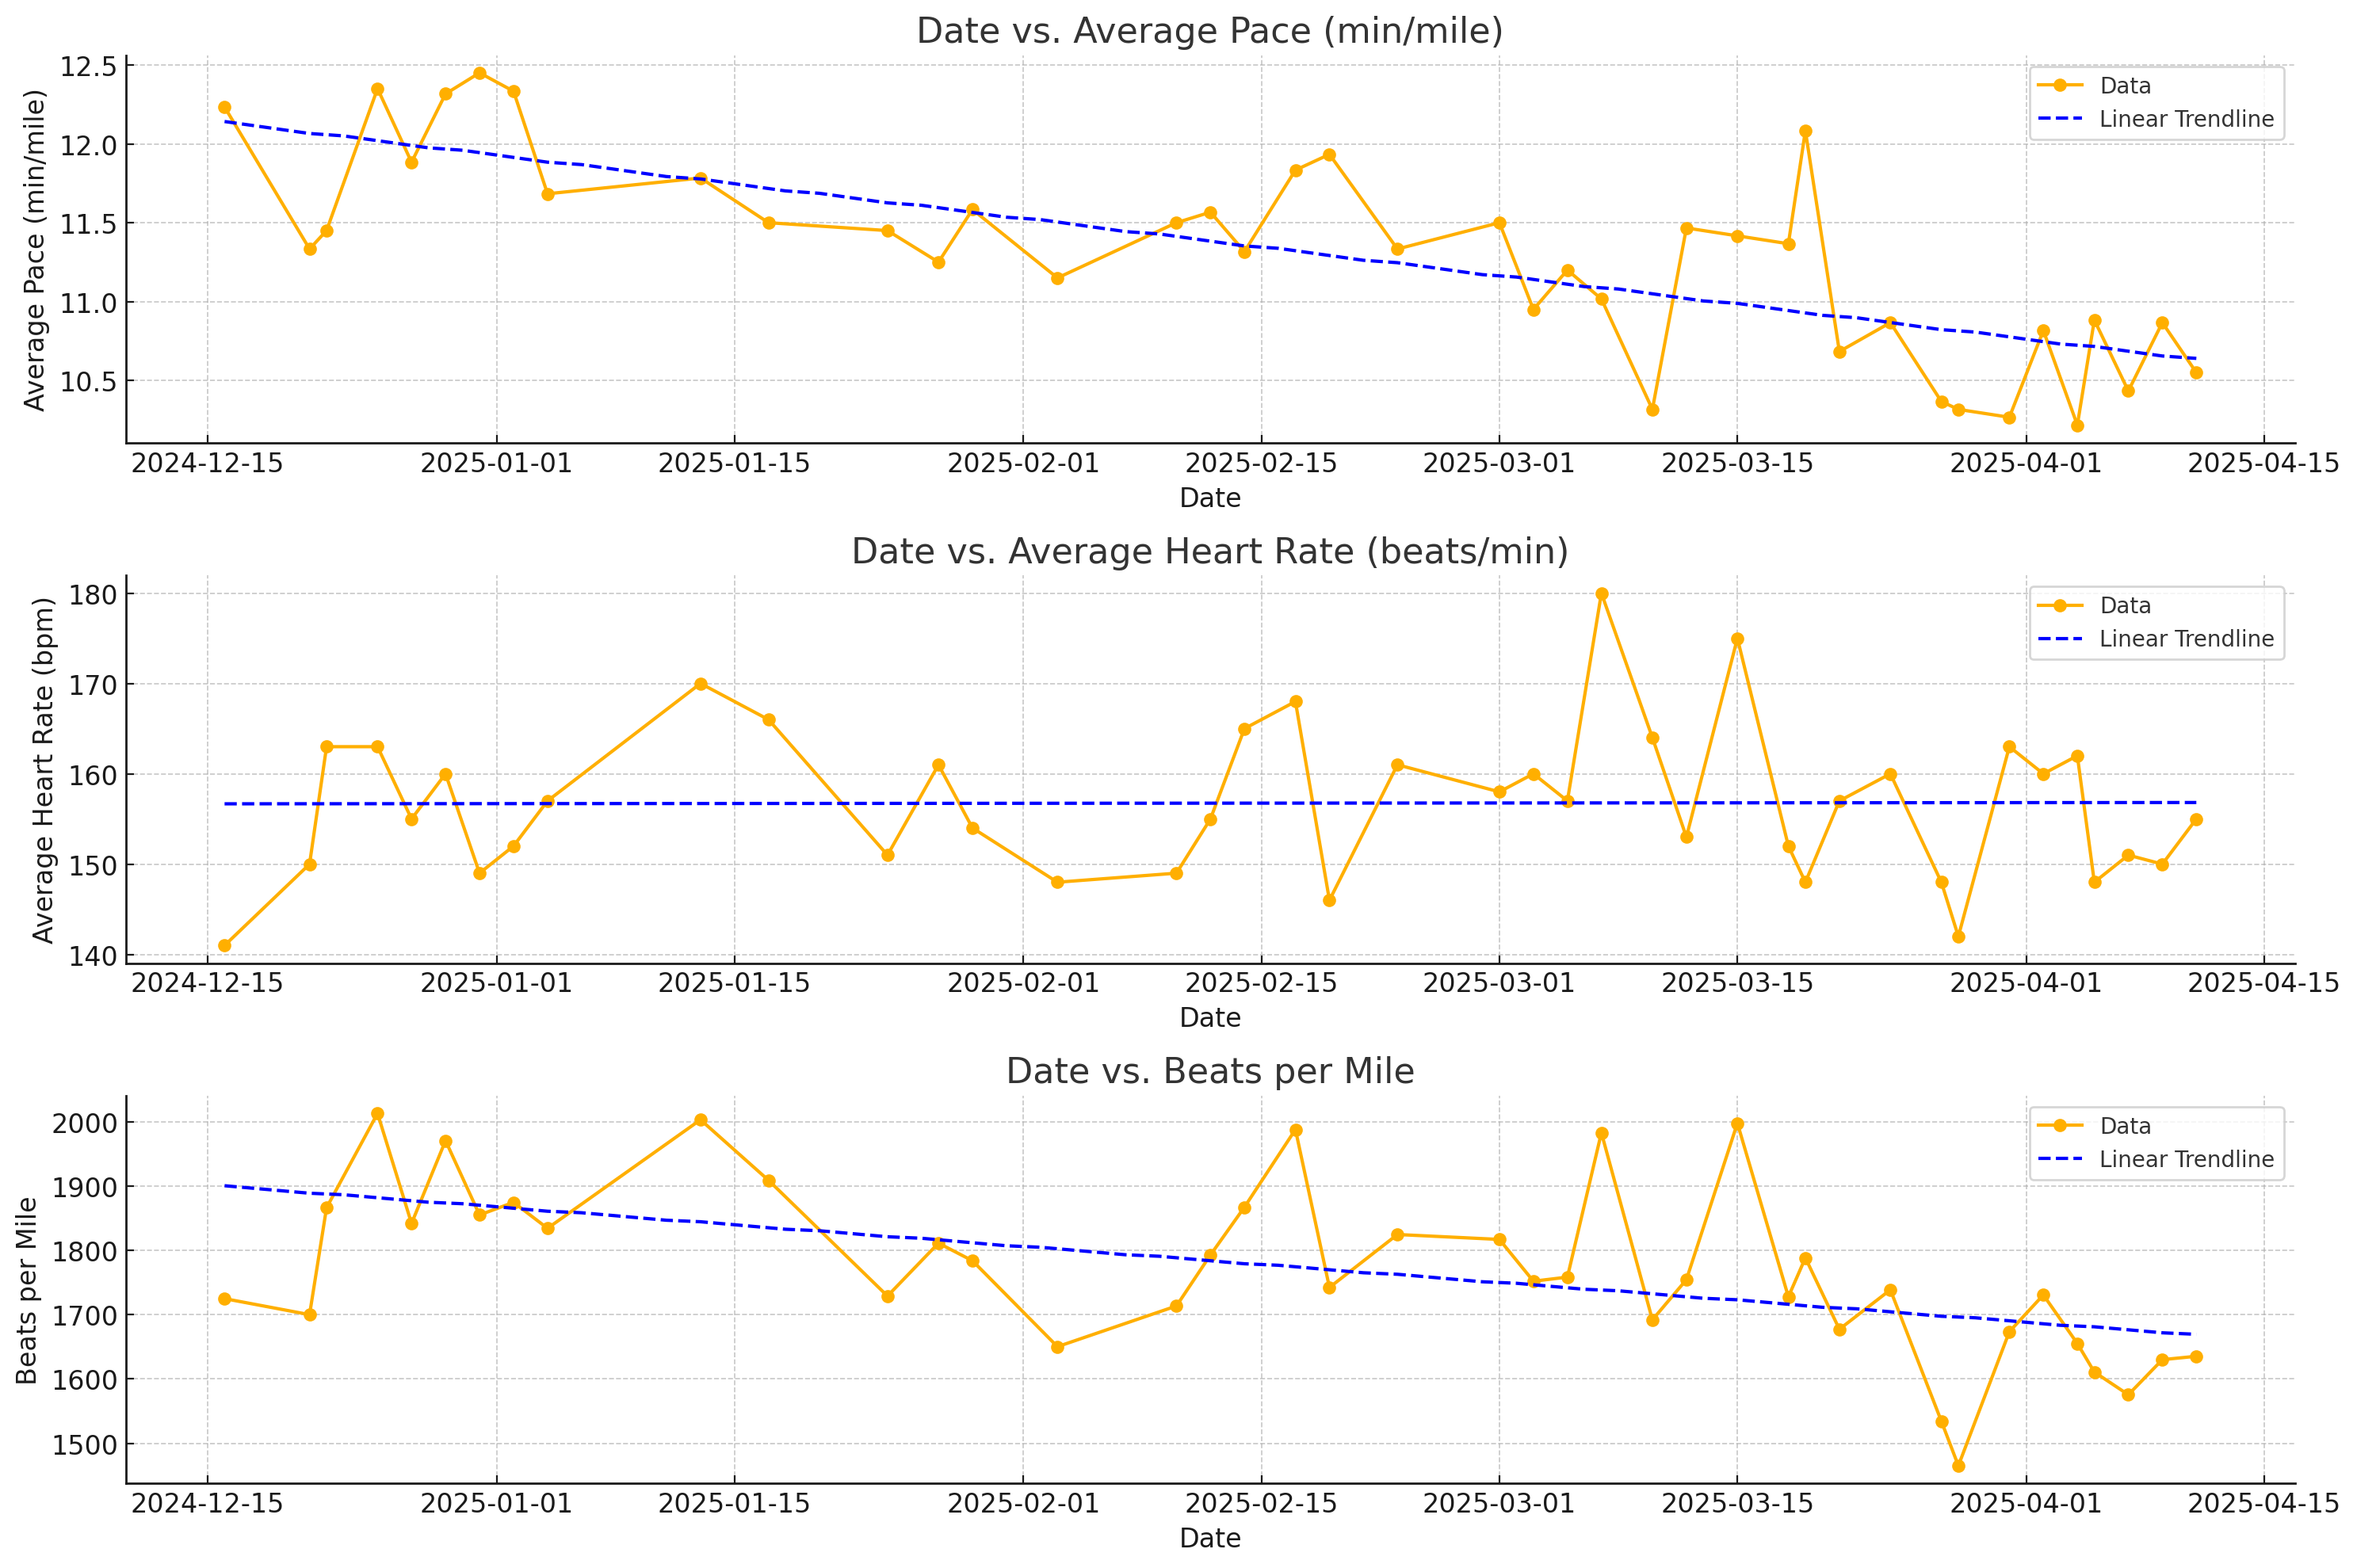 Date vs. Average Pace (min/mile)
Average Pace (min/mile)
12.5
12.0
11.5
11.0
10.5
Data
Linear Trendline
2024-12-15 2025-01-01 2025-01-15 2025-02-01 2025-02-15 2025-03-01 2025-03-15 2025-04-01 2025-04-15
Date
Date vs. Average Heart Rate (beats/min)
Average Heart Rate (bpm)
180
170
160
150
140
Data
Linear Trendline
2024-12-15 2025-01-01 2025-01-15 2025-02-01 2025-02-15 2025-03-01 2025-03-15 2025-04-01 2025-04-15
Date
Date vs. Beats per Mile
Beats per Mile
2000
1900
1800
1700
1600
1500
Data
Linear Trendline
2024-12-15 2025-01-01 2025-01-15 2025-02-01 2025-02-15 2025-03-01 2025-03-15 2025-04-01 2025-04-15
Date